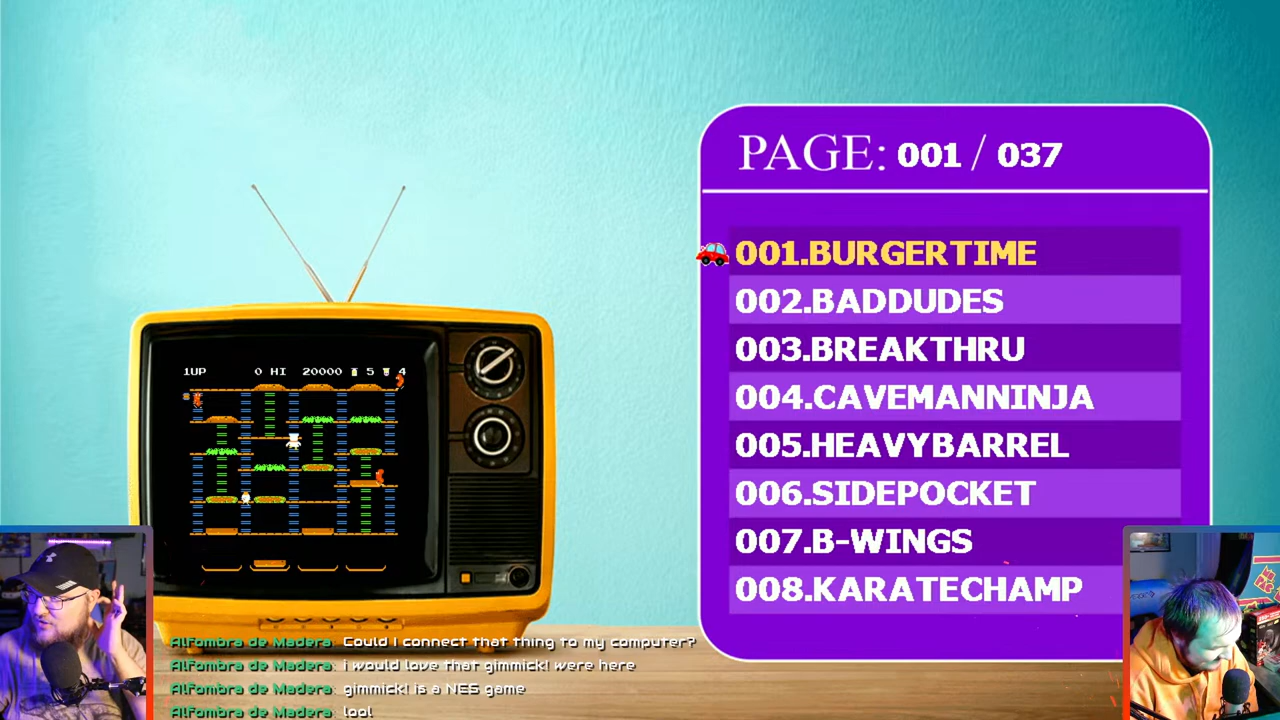 PAGE: 001 / 037
001.BURGERTIME
002.BADDUDES
003.BREAKTHRU
004.CAVEMANNINJA
005.HEAVYBARREL
006.SIDEPOCKET
007.B-WINGS
008.KARATECHAMP
1UP 0 HI 20000 5 4
Alfombra de Madera: Could I connect that thing to my computer?
Alfombra de Madera: i would love that gimmick! were here
Alfombra de Madera: gimmick! is a NES game
Alfombra de Madera: lool